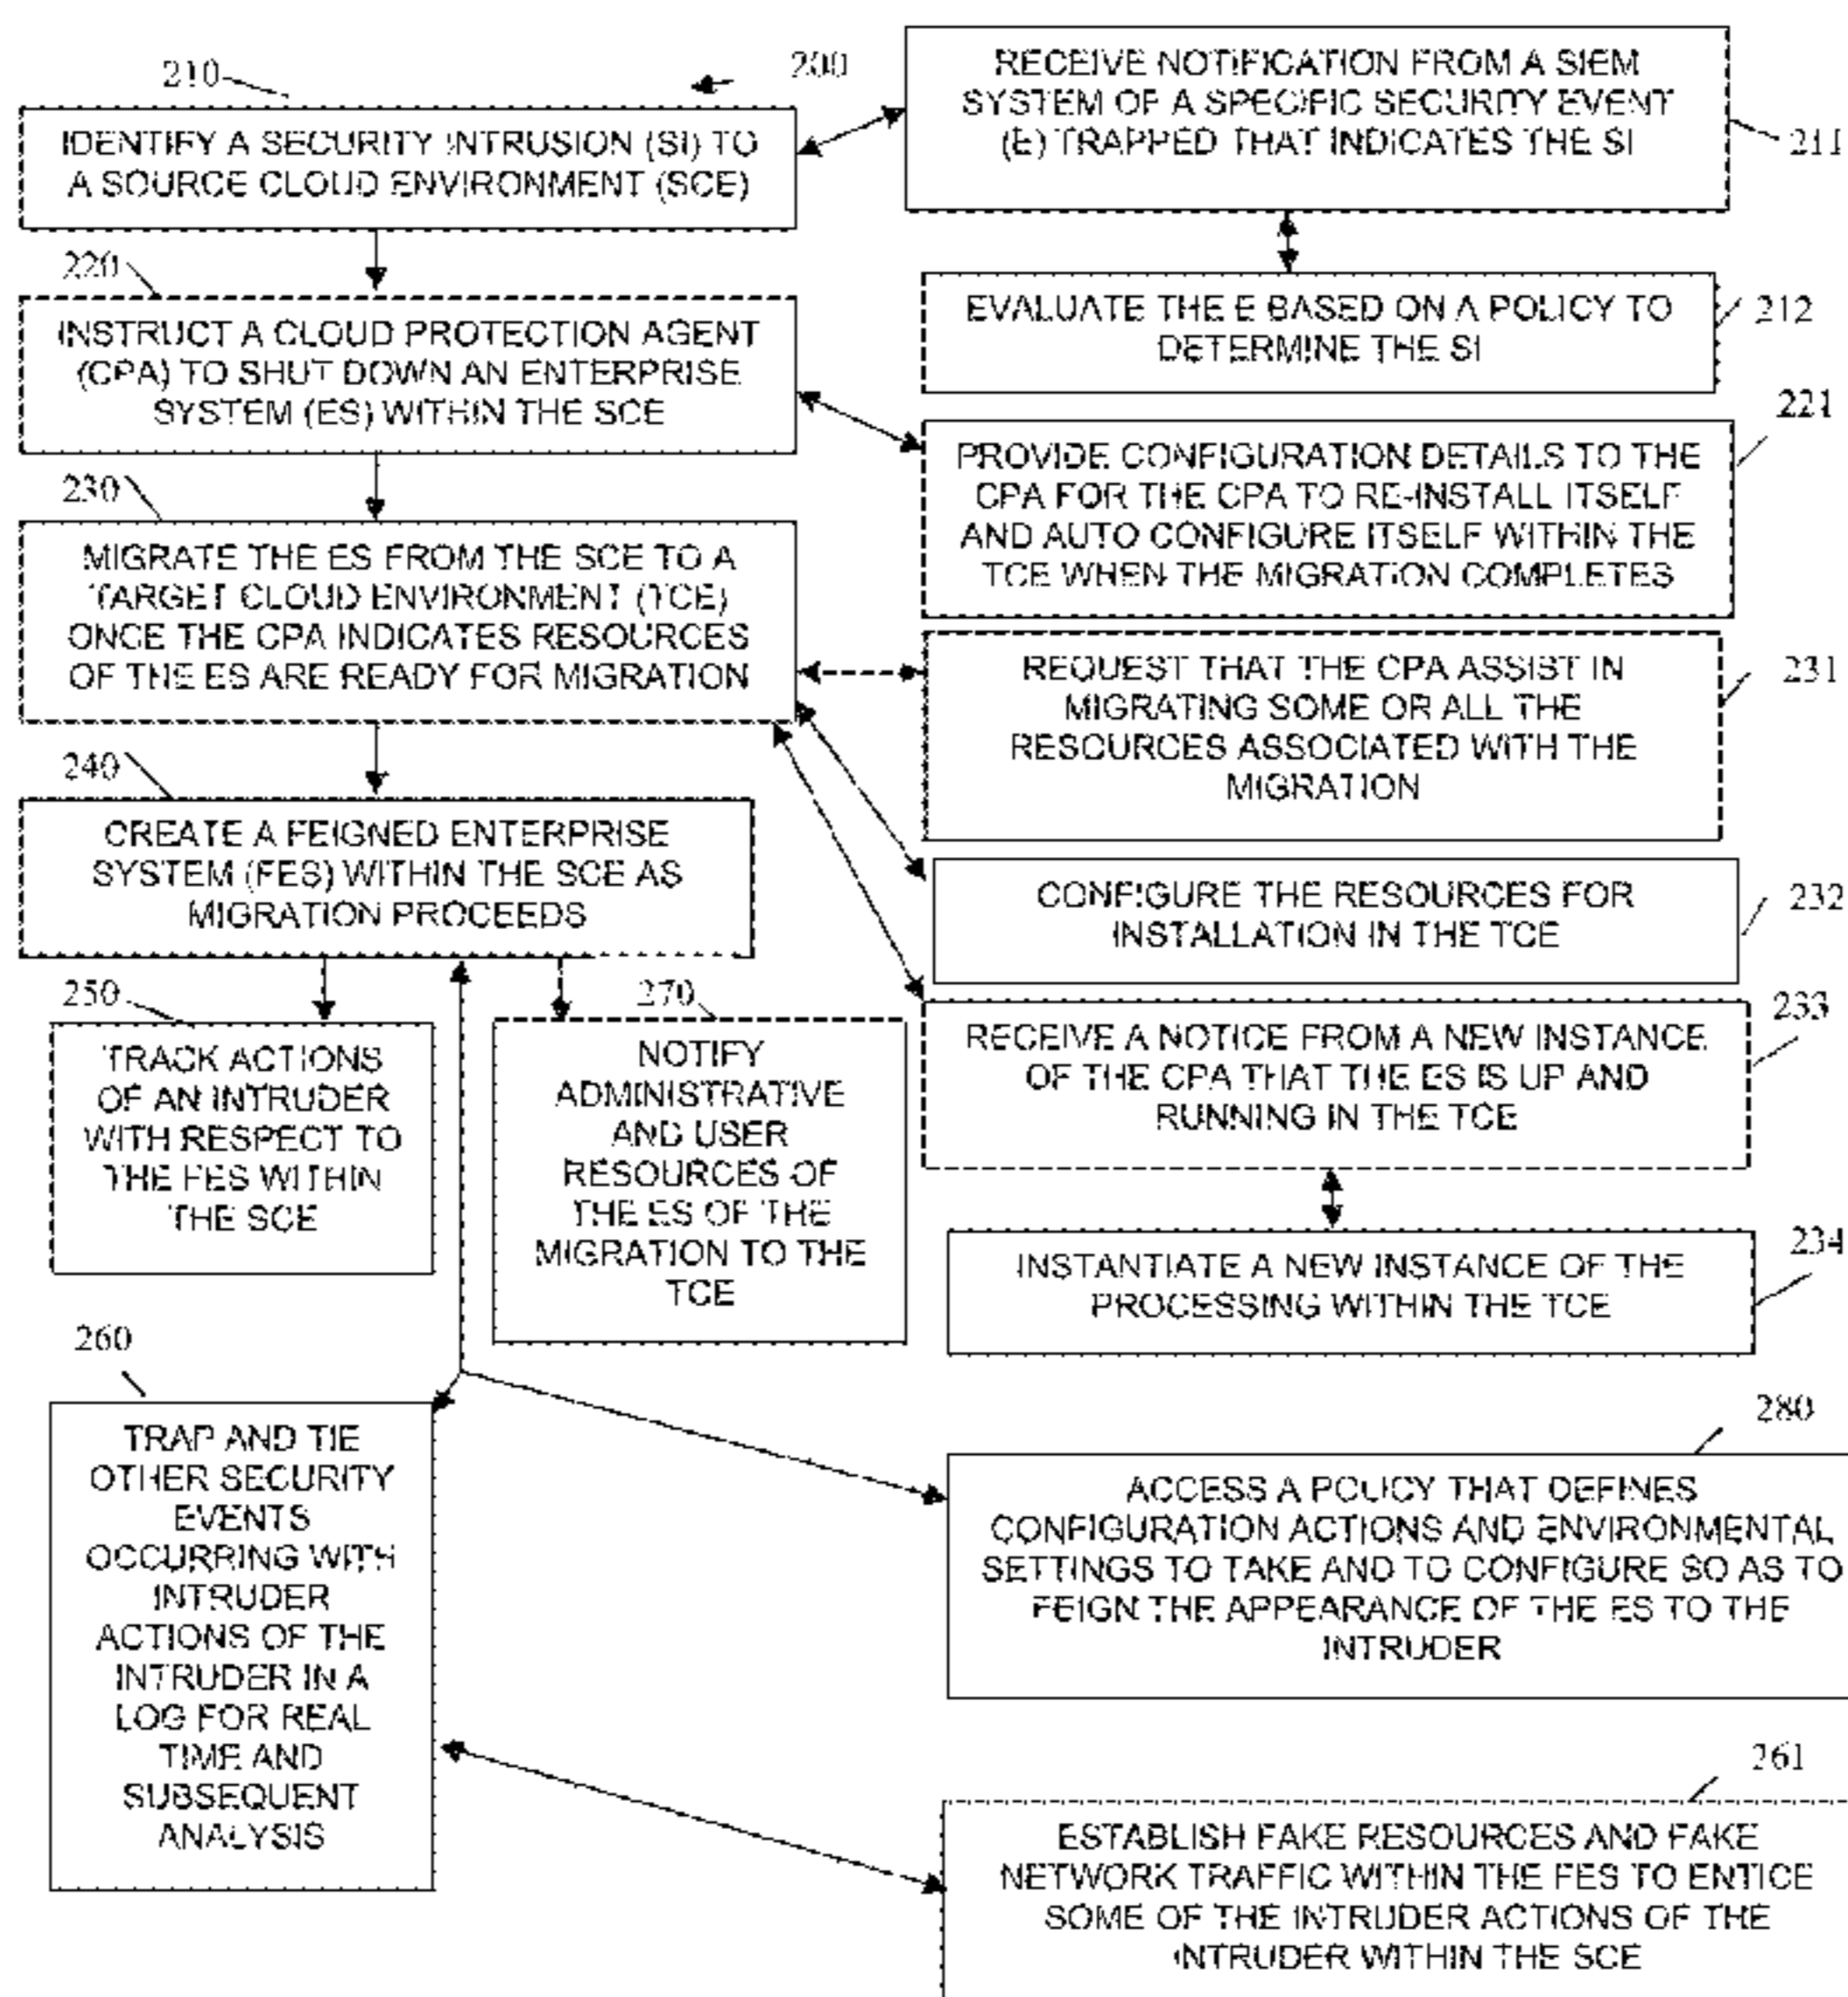 200
210
IDENTIFY A SECURITY INTRUSION (SI) TO
A SOURCE CLOUD ENVIRONMENT (SCE)
RECEIVE NOTIFICATION FROM A SIEM
SYSTEM OF A SPECIFIC SECURITY EVENT
(E) TRAPPED THAT INDICATES THE SI
211
EVALUATE THE E BASED ON A POLICY TO
DETERMINE THE SI
212
220
INSTRUCT A CLOUD PROTECTION AGENT
(CPA) TO SHUT DOWN AN ENTERPRISE
SYSTEM (ES) WITHIN THE SCE
221
PROVIDE CONFIGURATION DETAILS TO THE
CPA FOR THE CPA TO RE-INSTALL ITSELF
AND AUTO CONFIGURE ITSELF WITHIN THE
TCE WHEN THE MIGRATION COMPLETES
230
MIGRATE THE ES FROM THE SCE TO A
TARGET CLOUD ENVIRONMENT (TCE)
ONCE THE CPA INDICATES RESOURCES
OF THE ES ARE READY FOR MIGRATION
REQUEST THAT THE CPA ASSIST IN
MIGRATING SOME OR ALL THE
RESOURCES ASSOCIATED WITH THE
MIGRATION
231
CONFIGURE THE RESOURCES FOR
INSTALLATION IN THE TCE
232
233
RECEIVE A NOTICE FROM A NEW INSTANCE
OF THE CPA THAT THE ES IS UP AND
RUNNING IN THE TCE
234
INSTANTIATE A NEW INSTANCE OF THE
PROCESSING WITHIN THE TCE
240
CREATE A FEIGNED ENTERPRISE
SYSTEM (FES) WITHIN THE SCE AS
MIGRATION PROCEEDS
250
TRACK ACTIONS
OF AN INTRUDER
WITH RESPECT TO
THE FES WITHIN
THE SCE
270
NOTIFY
ADMINISTRATIVE
AND USER
RESOURCES OF
THE ES OF THE
MIGRATION TO THE
TCE
260
TRAP AND TIE
OTHER SECURITY
EVENTS
OCCURRING WITH
INTRUDER
ACTIONS OF THE
INTRUDER IN A
LOG FOR REAL
TIME AND
SUBSEQUENT
ANALYSIS
280
ACCESS A POLICY THAT DEFINES
CONFIGURATION ACTIONS AND ENVIRONMENTAL
SETTINGS TO TAKE AND TO CONFIGURE SO AS TO
FEIGN THE APPEARANCE OF THE ES TO THE
INTRUDER
261
ESTABLISH FAKE RESOURCES AND FAKE
NETWORK TRAFFIC WITHIN THE FES TO ENTICE
SOME OF THE INTRUDER ACTIONS OF THE
INTRUDER WITHIN THE SCE